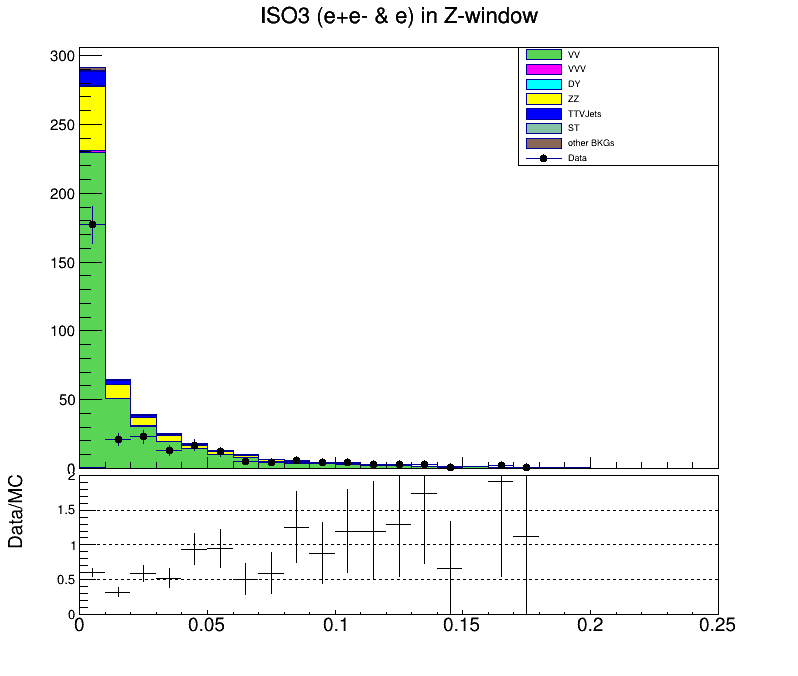 ISO3 (e+e- & e) in Z-window
300
250
200
150
100
50
0
VV
VVV
DY
ZZ
TTVJets
ST
other BKGs
Data
Data/MC
2
1.5
1
0.5
0
0 0.05 0.1 0.15 0.2 0.25